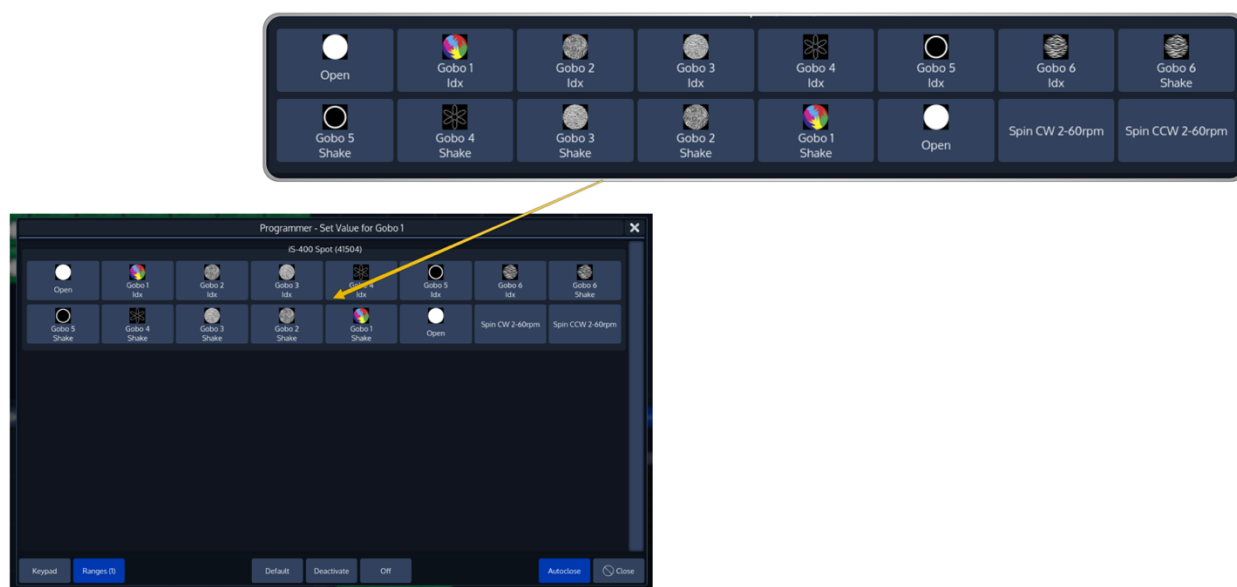 Open
Gobo 1
Idx
Gobo 2
Idx
Gobo 3
Idx
Gobo 4
Idx
Gobo 5
Idx
Gobo 6
Idx
Gobo 6
Shake
Gobo 5
Shake
Gobo 4
Shake
Gobo 3
Shake
Gobo 2
Shake
Gobo 1
Shake
Open
Spin CW 2-60rpm
Spin CCW 2-60rpm
Programmer - Set Value for Gobo 1
iS-400 Spot (41504)
Open
Gobo 1
Idx
Gobo 2
Idx
Gobo 3
Idx
Gobo 4
Idx
Gobo 5
Idx
Gobo 6
Idx
Gobo 6
Shake
Gobo 5
Shake
Gobo 4
Shake
Gobo 3
Shake
Gobo 2
Shake
Gobo 1
Shake
Open
Spin CW 2-60rpm
Spin CCW 2-60rpm
Keypad
Ranges (1)
Default
Deactivate
Off
Autoclose
Close